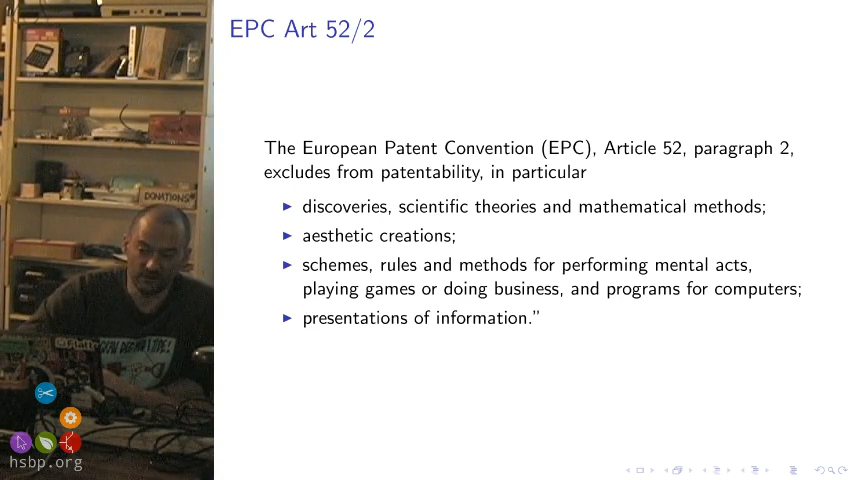 EPC Art 52/2
The European Patent Convention (EPC), Article 52, paragraph 2,
excludes from patentability, in particular
discoveries, scientific theories and mathematical methods;
aesthetic creations;
schemes, rules and methods for performing mental acts,
playing games or doing business, and programs for computers;
presentations of information.”
DONATIONS
hsbp.org